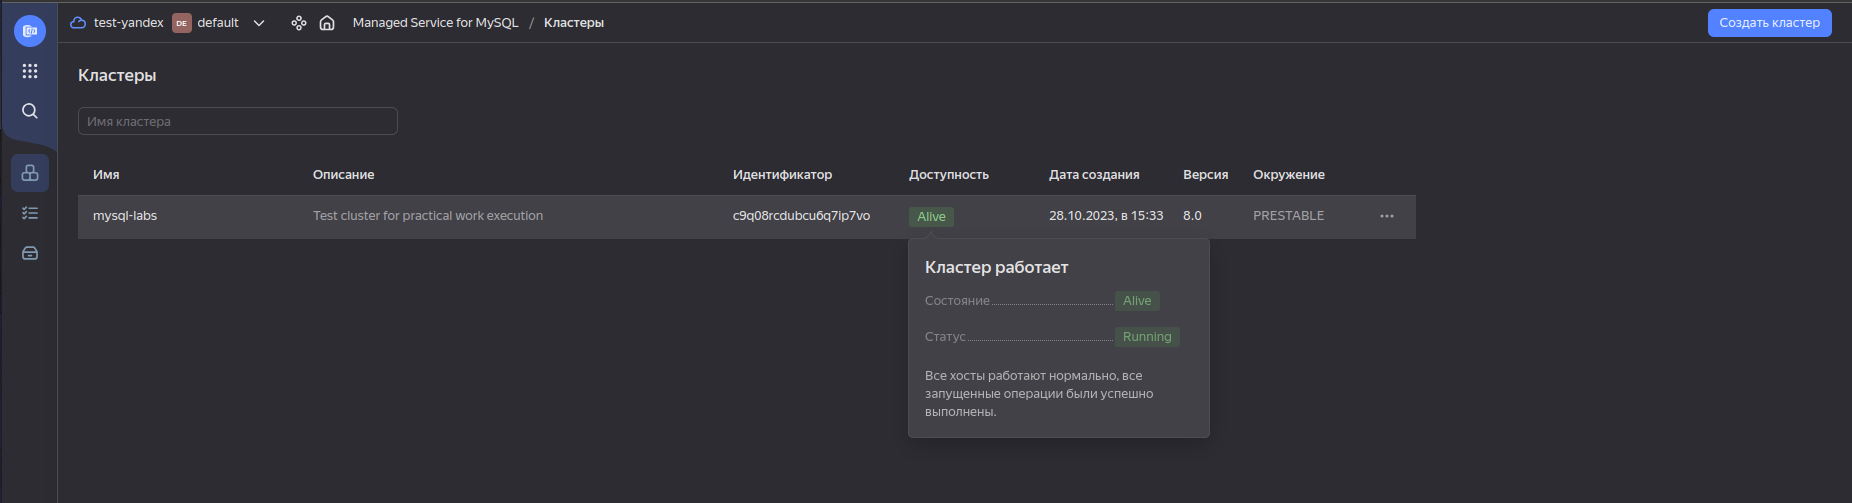 test-yandex DE default Managed Service for MySQL / Кластеры Создать кластер
Кластеры
Имя кластера
Имя Описание Идентификатор Доступность Дата создания Версия Окружение
mysql-labs Test cluster for practical work execution c9q08rcdubcu6q7ip7vo Alive 28.10.2023, в 15:33 8.0 PRESTABLE
Кластер работает
Состояние Alive
Статус Running
Все хосты работают нормально, все
запущенные операции были успешно
выполнены.